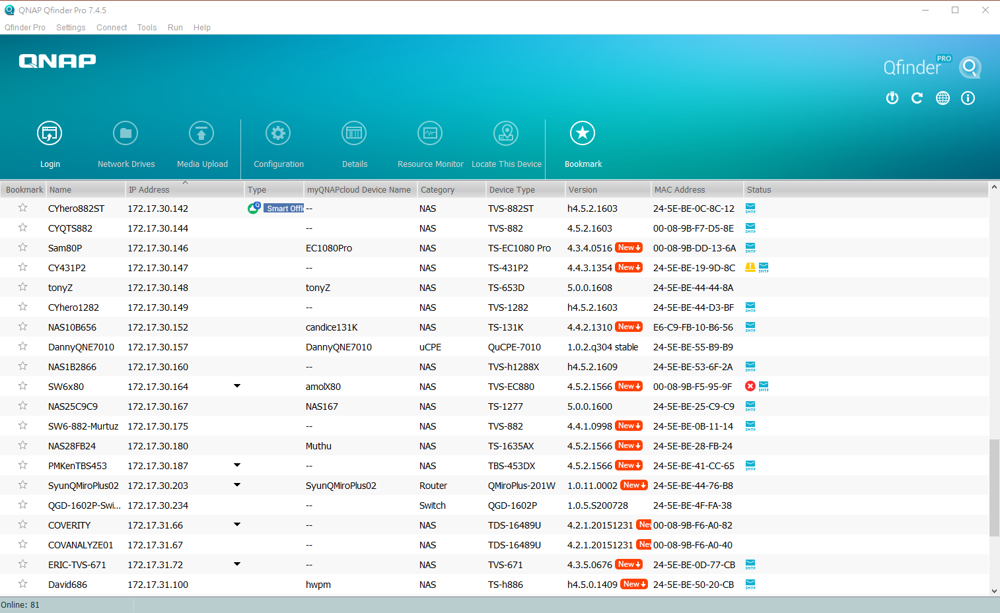 QNAP Qfinder Pro 7.4.5
Qfinder Pro Settings Connect Tools Run Help
QNAP
Qfinder PRO
Login Network Drives Media Upload Configuration Details Resource Monitor Locate This Device Bookmark
Bookmark Name IP Address Type myQNAPcloud Device Name Category Device Type Version MAC Address Status
CYhero882ST 172.17.30.142 Smart Offi -- NAS TVS-882ST h4.5.2.1603 24-5E-BE-0C-8C-12 SMTP
CYQTS882 172.17.30.144 -- NAS TVS-882 4.5.2.1603 00-08-9B-F7-D5-8E SMTP
Sam80P 172.17.30.146 EC1080Pro NAS TS-EC1080 Pro 4.3.4.0516 New 00-08-9B-DD-13-6A SMTP
CY431P2 172.17.30.147 -- NAS TS-431P2 4.4.3.1354 New 24-5E-BE-19-9D-8C SMTP
tonyZ 172.17.30.148 tonyZ NAS TS-653D 5.0.0.1608 24-5E-BE-44-44-8A
CYhero1282 172.17.30.149 -- NAS TVS-1282 h4.5.2.1603 24-5E-BE-44-D3-BF SMTP
NAS10B656 172.17.30.152 candice131K NAS TS-131K 4.4.2.1310 New E6-C9-FB-10-B6-56 SMTP
DannyQNE7010 172.17.30.157 DannyQNE7010 uCPE QuCPE-7010 1.0.2.q304 stable 24-5E-BE-55-B9-B9
NAS1B2866 172.17.30.160 -- NAS TVS-h1288X h4.5.2.1609 24-5E-BE-53-6F-2A SMTP
SW6x80 172.17.30.164 amolX80 NAS TVS-EC880 4.5.2.1566 New 00-08-9B-F5-95-9F SMTP
NAS25C9C9 172.17.30.167 NAS167 NAS TS-1277 5.0.0.1600 24-5E-BE-25-C9-C9 SMTP
SW6-882-Murtuz 172.17.30.175 -- NAS TVS-882 4.4.1.0998 New 24-5E-BE-0B-11-14 SMTP
NAS28FB24 172.17.30.180 Muthu NAS TS-1635AX 4.5.2.1566 New 24-5E-BE-28-FB-24
PMKenTBS453 172.17.30.187 -- NAS TBS-453DX 4.5.2.1566 New 24-5E-BE-41-CC-65 SMTP
SyunQMiroPlus02 172.17.30.203 SyunQMiroPlus02 Router QMiroPlus-201W 1.0.11.0002 New 24-5E-BE-44-76-B8
QGD-1602P-Swi... 172.17.30.234 -- Switch QGD-1602P 1.0.5.S200728 24-5E-BE-4F-FA-38
COVERITY 172.17.31.66 -- NAS TDS-16489U 4.2.1.20151231 New 00-08-9B-F6-A0-82
COVANALYZE01 172.17.31.67 -- NAS TDS-16489U 4.2.1.20151231 New 00-08-9B-F6-A0-40
ERIC-TVS-671 172.17.31.72 -- NAS TVS-671 4.3.5.0676 New 24-5E-BE-0D-77-CB SMTP
David686 172.17.31.100 hwpm NAS TS-h886 h4.5.0.1409 New 24-5E-BE-50-20-CB SMTP
Online: 81